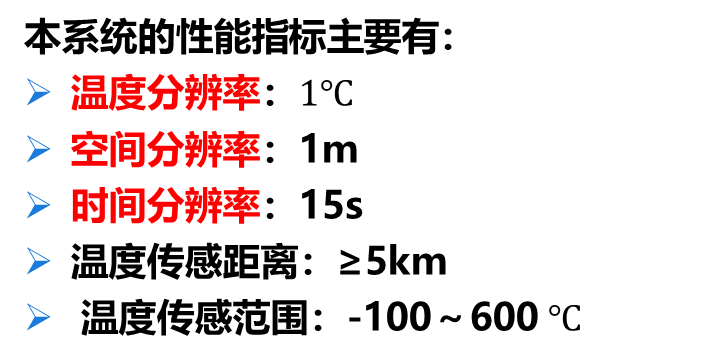 本系统的性能指标主要有：
➢ 温度分辨率：1℃
➢ 空间分辨率：1m
➢ 时间分辨率：15s
➢ 温度传感距离：≥5km
➢ 温度传感范围：-100～600 ℃